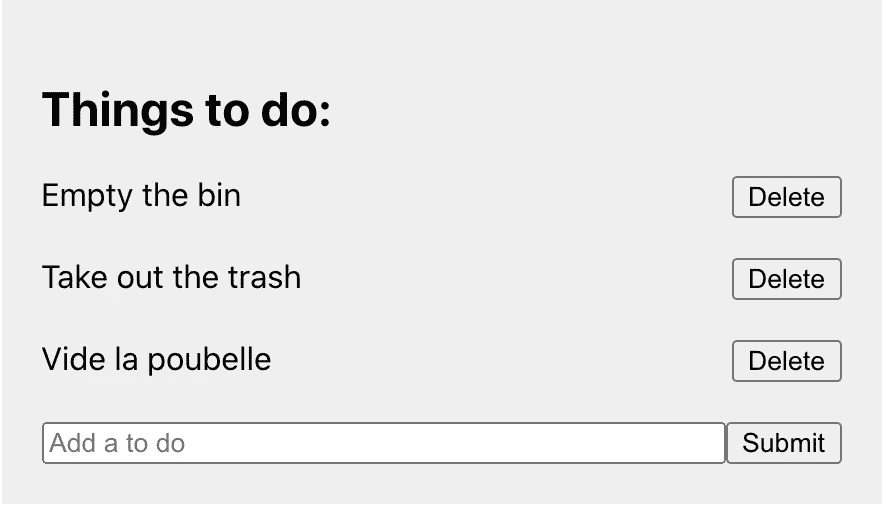 Things to do:
Empty the bin Delete
Take out the trash Delete
Vide la poubelle Delete
Add a to do Submit